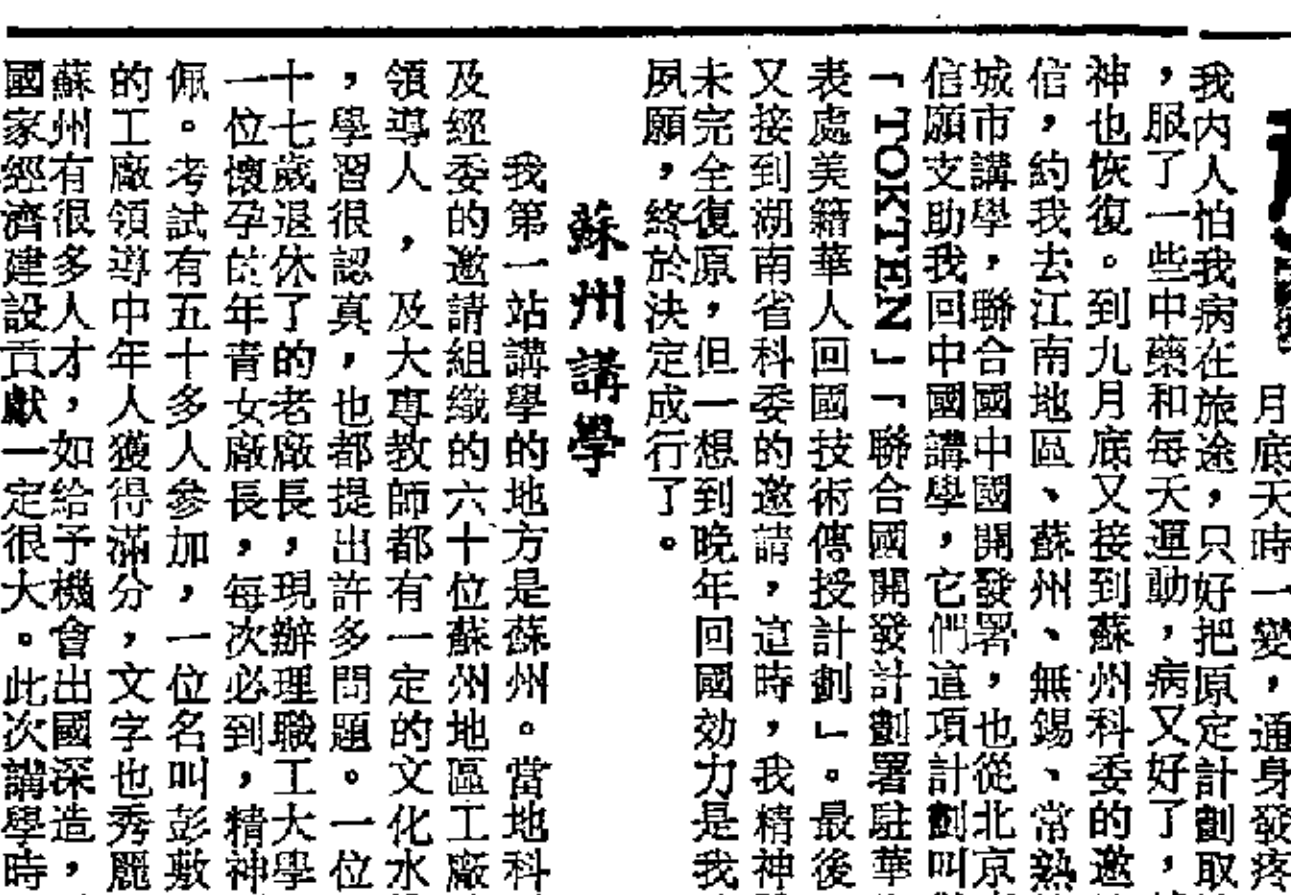 月底天時一變，通身發疼
我內人怕我病在旅途，只好把原定計劃取
，服了一些中藥和每天運動，病又好了，
神也恢復。到九月底又接到蘇州科委的邀
信，約我去江南地區、蘇州、無錫、常熟
城市講學，聯合國中國開發署，也從北京
信願支助我回中國講學，它們這項計劃叫
「TOKTEN」「聯合國開發計劃署駐華
表處美籍華人回國技術傳授計劃」。最後
又接到湖南省科委的邀請，這時，我精神
未完全復原，但一想到晚年回國効力是我
夙願，終於決定成行了。
蘇州講學
我第一站講學的地方是蘇州。當地科
及經委的邀請組織的六十位蘇州地區工廠
領導人，及大專教師都有一定的文化水
，學習很認真，也都提出許多問題。一位
十七歲退休了的老廠長，現辦理職工大學
一位懷孕的年青女廠長，每次必到，精神
佩。考試有五十多人參加，一位名叫彭敷
的工廠領導中年人獲得滿分，文字也秀麗
蘇州有很多人才，如給予機會出國深造，
國家經濟建設貢獻一定很大。此次講學時